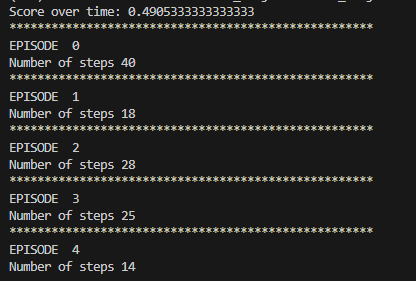 Score over time: 0.4905333333333333
****************************************************
EPISODE  0
Number of steps 40
****************************************************
EPISODE  1
Number of steps 18
****************************************************
EPISODE  2
Number of steps 28
****************************************************
EPISODE  3
Number of steps 25
****************************************************
EPISODE  4
Number of steps 14